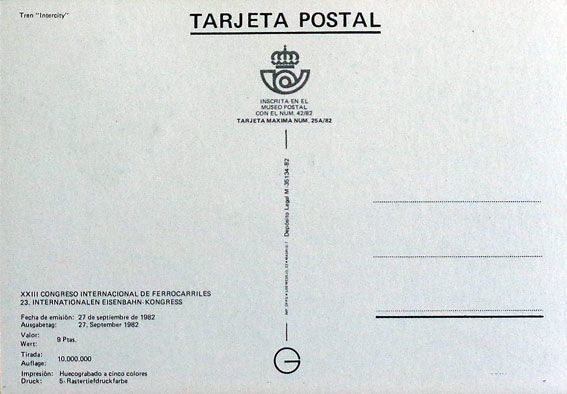 Tren "Intercity"
TARJETA POSTAL
INSCRITA EN EL
MUSEO POSTAL
CON EL NUM. 42/82
TARJETA MAXIMA NUM. 25A/82
Depósito Legal M-35134-82
XXIII CONGRESO INTERNACIONAL DE FERROCARRILES
23. INTERNATIONALEN EISENBAHN-KONGRESS
Fecha de emisión: 27 de septiembre de 1982
Ausgabetag: 27, September 1982
Valor:
Wert: 9 Ptas.
Tirada:
Auflage: 10.000.000
Impresión: Huecograbado a cinco colores
Druck: 5-Rastertiefdruckfarbe